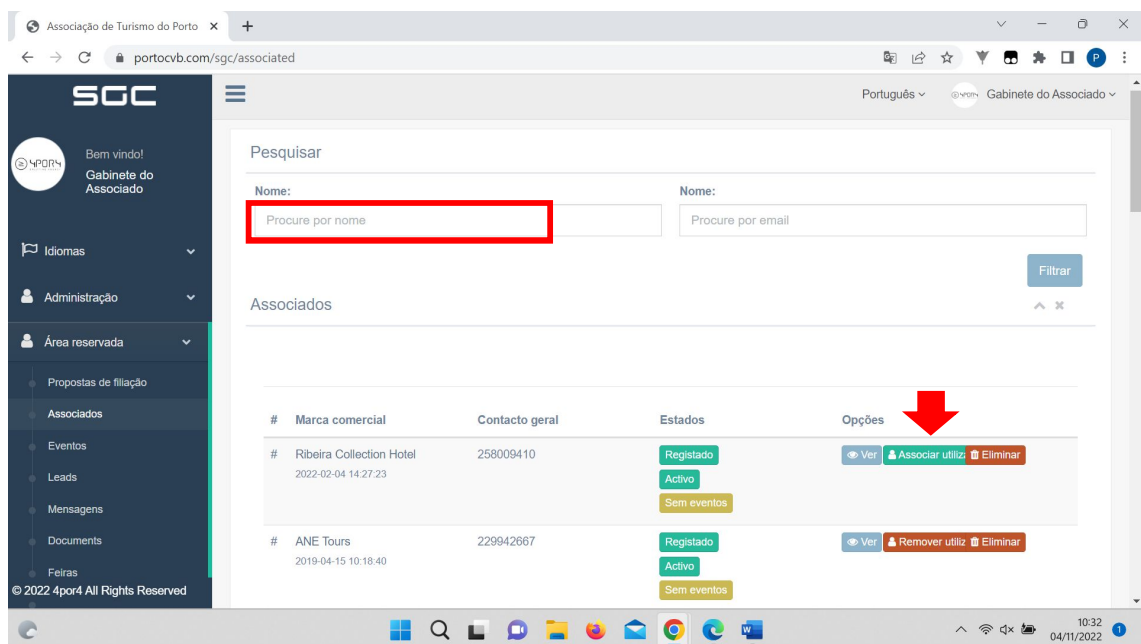 Associação de Turismo do Porto
portocvb.com/sgc/associated
P
SGC
Português
4PORY
Gabinete do Associado
4PORY
Bem vindo!
Gabinete do
Associado
Idiomas
Administração
Área reservada
Propostas de filiação
Associados
Eventos
Leads
Mensagens
Documents
Feiras
© 2022 4por4 All Rights Reserved
Pesquisar
Nome:
Nome:
Procure por nome
Procure por email
Filtrar
Associados
# Marca comercial Contacto geral Estados Opções
# Ribeira Collection Hotel 258009410 Registado Ver Associar utiliz Eliminar
2022-02-04 14:27:23
Activo
Sem eventos
# ANE Tours 229942667 Registado Ver Remover utiliz Eliminar
2019-04-15 10:18:40
Activo
Sem eventos
10:32
04/11/2022
1